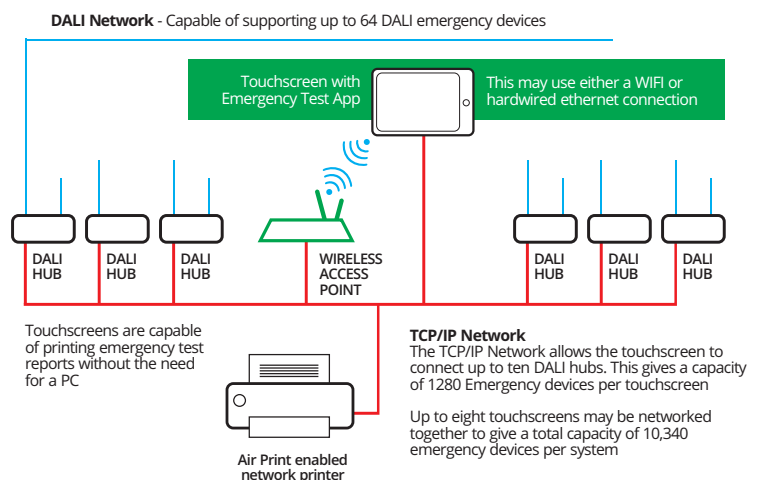 DALI Network - Capable of supporting up to 64 DALI emergency devices
Touchscreen with
Emergency Test App
This may use either a WIFI or
hardwired ethernet connection
DALI
HUB
DALI
HUB
DALI
HUB
WIRELESS
ACCESS
POINT
DALI
HUB
DALI
HUB
DALI
HUB
Touchscreens are capable
of printing emergency test
reports without the need
for a PC
TCP/IP Network
The TCP/IP Network allows the touchscreen to
connect up to ten DALI hubs. This gives a capacity
of 1280 Emergency devices per touchscreen
Up to eight touchscreens may be networked
together to give a total capacity of 10,340
emergency devices per system
Air Print enabled
network printer